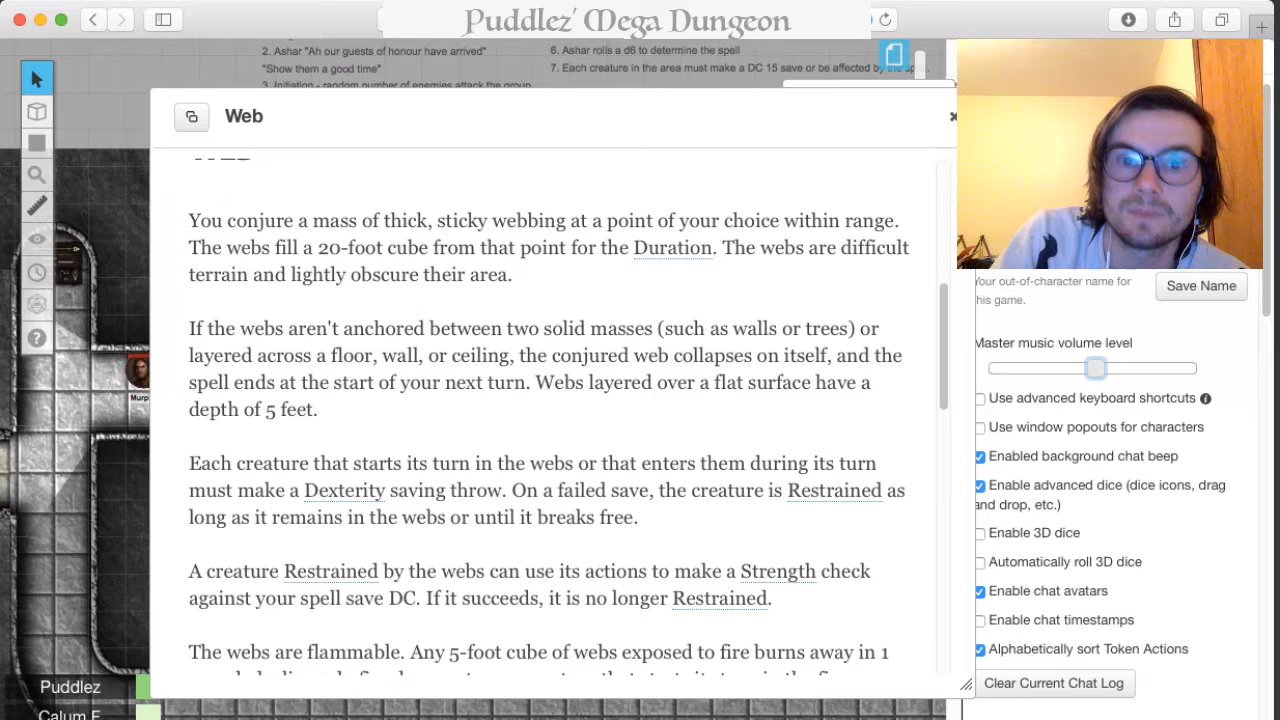 Puddlez' Mega Dungeon
2. Ashar "Ah our guests of honour have arrived"
"Show them a good time"
3. Initiation - random number of enemies attack the group
6. Ashar rolls a d6 to determine the spell
7. Each creature in the area must make a DC 15 save or be affected by the
Web
You conjure a mass of thick, sticky webbing at a point of your choice within range.
The webs fill a 20-foot cube from that point for the Duration. The webs are difficult
terrain and lightly obscure their area.
If the webs aren't anchored between two solid masses (such as walls or trees) or
layered across a floor, wall, or ceiling, the conjured web collapses on itself, and the
spell ends at the start of your next turn. Webs layered over a flat surface have a
depth of 5 feet.
Each creature that starts its turn in the webs or that enters them during its turn
must make a Dexterity saving throw. On a failed save, the creature is Restrained as
long as it remains in the webs or until it breaks free.
A creature Restrained by the webs can use its actions to make a Strength check
against your spell save DC. If it succeeds, it is no longer Restrained.
The webs are flammable. Any 5-foot cube of webs exposed to fire burns away in 1
Your out-of-character name for
this game.
Save Name
Master music volume level
Use advanced keyboard shortcuts
Use window popouts for characters
Enabled background chat beep
Enable advanced dice (dice icons, drag
and drop, etc.)
Enable 3D dice
Automatically roll 3D dice
Enable chat avatars
Enable chat timestamps
Alphabetically sort Token Actions
Clear Current Chat Log
Murp
Puddlez
Calum F